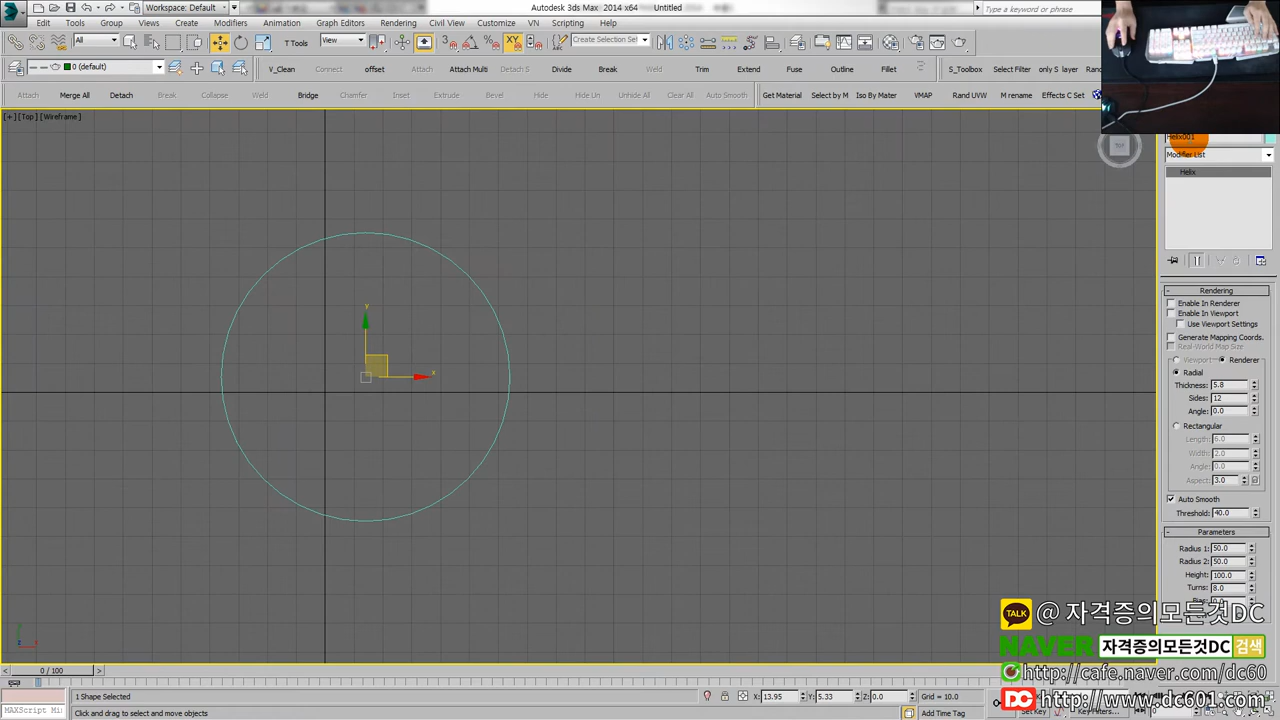 Workspace: Default
Autodesk 3ds Max 2014 x64 Untitled
Type a keyword or phrase
Edit Tools Group Views Create Modifiers Animation Graph Editors Rendering Civil View Customize VN Scripting Help
All T Tools View Create Selection Set
0 (default) V_Clean Connect offset Attach Attach Multi Detach S Divide Break Weld Trim Extend Fuse Outline Fillet S_Toolbox Select Filter only S_layer
Attach Merge All Detach Break Collapse Weld Target Bridge Chamfer Insert Extrude Bevel Hide Hide Un Unhide All Clear All Auto Smooth Get Material Select by M Iso By Mater VMAP Rand UVW M rename Effects C Set
[+] [Top] [Wireframe]
TOP
Helix001
Modifier List
Helix
y
x
- Rendering
Enable In Renderer
Enable In Viewport
Use Viewport Settings
Generate Mapping Coords.
Real-World Map Size
Viewport Renderer
Radial
Thickness: 5.8
Sides: 12
Angle: 0.0
Rectangular
Length: 6.0
Width: 2.0
Angle: 0.0
Aspect: 3.0
Auto Smooth
Threshold: 40.0
- Parameters
Radius 1: 50.0
Radius 2: 50.0
Height: 100.0
Turns: 8.0
TALK @ 자격증의모든것DC
NAVER 자격증의모든것DC 검색
http://cafe.naver.com/dc60
DC http://www.dc601.com/
< 0 / 100 >
1 Shape Selected X: 13.95 Y: 5.33 Z: 0.0 Grid = 10.0
MAXScript Mi Click and drag to select and move objects Add Time Tag Set Key Key Filters...